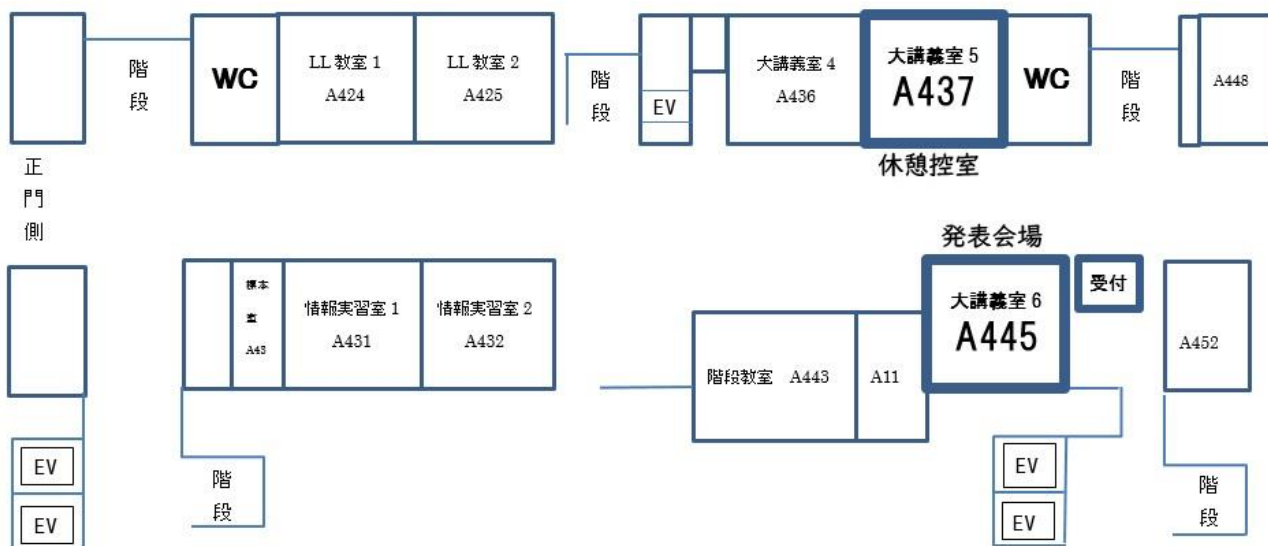 階段
WC
LL 教室 1
A424
LL 教室 2
A425
階段
EV
大講義室 4
A436
大講義室 5
A437
休憩控室
WC
階段
A448
正門側
発表会場
標本室
A43
情報実習室 1
A431
情報実習室 2
A432
階段教室 A443
A11
大講義室 6
A445
受付
A452
EV
EV
階段
EV
EV
階段